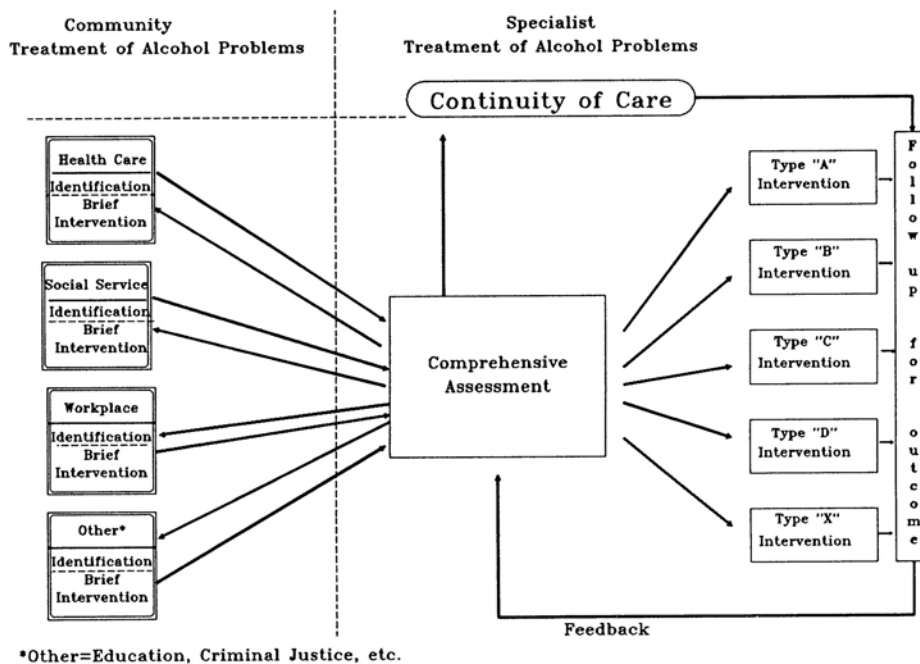 Community
Treatment of Alcohol Problems
Specialist
Treatment of Alcohol Problems
Continuity of Care
Health Care
Identification
Brief
Intervention
Social Service
Identification
Brief
Intervention
Workplace
Identification
Brief
Intervention
Other*
Identification
Brief
Intervention
Comprehensive
Assessment
Type "A"
Intervention
Type "B"
Intervention
Type "C"
Intervention
Type "D"
Intervention
Type "X"
Intervention
Follow up for outcome
Feedback
*Other=Education, Criminal Justice, etc.